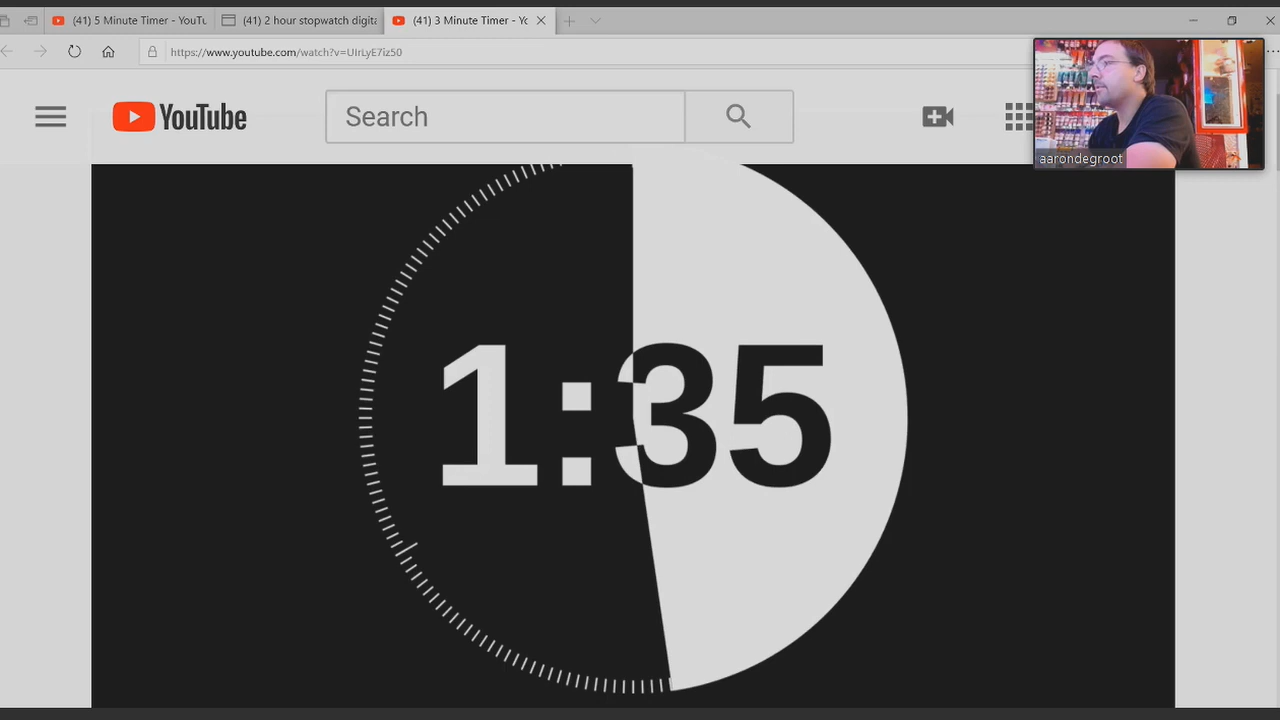 (41) 5 Minute Timer - YouTu
(41) 2 hour stopwatch digita
(41) 3 Minute Timer - Yo
https://www.youtube.com/watch?v=UIrLyE7iz50
YouTube
Search
aarondegroot
1:35